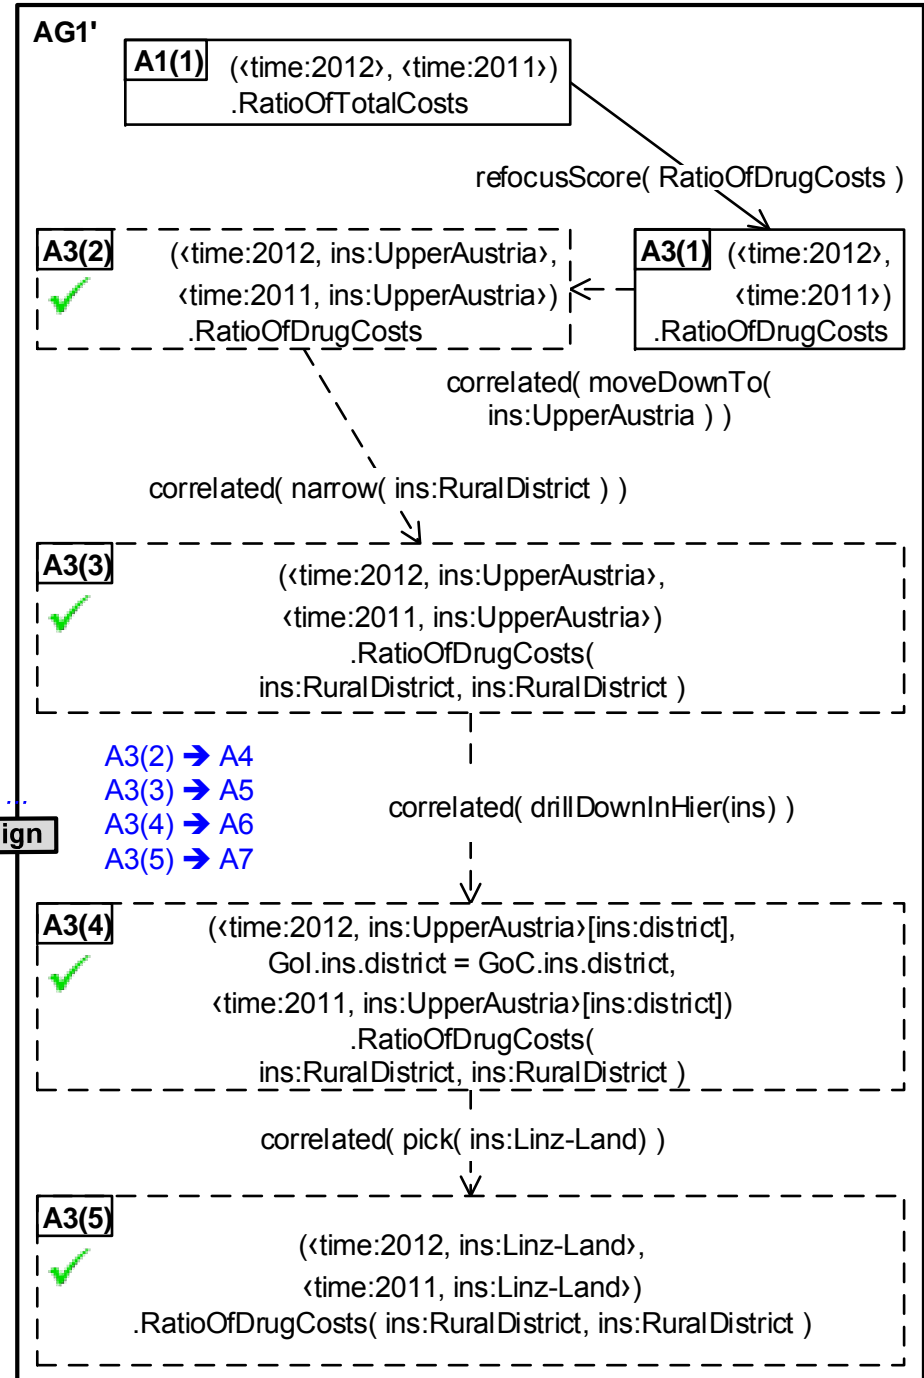 AG1'
A1(1) (‹time:2012›, ‹time:2011›)
.RatioOfTotalCosts
refocusScore( RatioOfDrugCosts )
A3(2) (‹time:2012, ins:UpperAustria›,
‹time:2011, ins:UpperAustria›)
.RatioOfDrugCosts
A3(1) (‹time:2012›,
‹time:2011›)
.RatioOfDrugCosts
correlated( moveDownTo(
ins:UpperAustria ) )
correlated( narrow( ins:RuralDistrict ) )
A3(3) (‹time:2012, ins:UpperAustria›,
‹time:2011, ins:UpperAustria›)
.RatioOfDrugCosts(
ins:RuralDistrict, ins:RuralDistrict )
A3(2) ➔ A4
A3(3) ➔ A5
A3(4) ➔ A6
A3(5) ➔ A7
...
ign
correlated( drillDownInHier(ins) )
A3(4) (‹time:2012, ins:UpperAustria›[ins:district],
GoI.ins.district = GoC.ins.district,
‹time:2011, ins:UpperAustria›[ins:district])
.RatioOfDrugCosts(
ins:RuralDistrict, ins:RuralDistrict )
correlated( pick( ins:Linz-Land) )
A3(5) (‹time:2012, ins:Linz-Land›,
‹time:2011, ins:Linz-Land›)
.RatioOfDrugCosts( ins:RuralDistrict, ins:RuralDistrict )